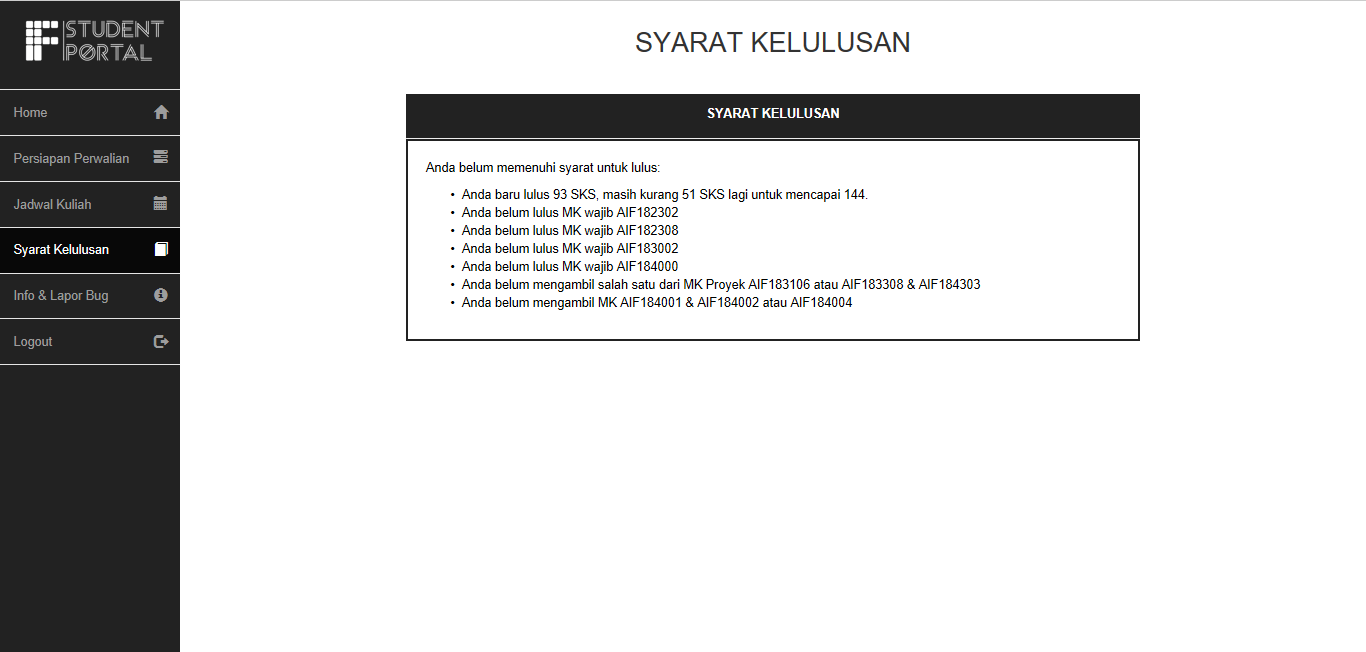 STUDENT
PØRTAL
Home
Persiapan Perwalian
Jadwal Kuliah
Syarat Kelulusan
Info & Lapor Bug
Logout
SYARAT KELULUSAN
SYARAT KELULUSAN
Anda belum memenuhi syarat untuk lulus:
• Anda baru lulus 93 SKS, masih kurang 51 SKS lagi untuk mencapai 144.
• Anda belum lulus MK wajib AIF182302
• Anda belum lulus MK wajib AIF182308
• Anda belum lulus MK wajib AIF183002
• Anda belum lulus MK wajib AIF184000
• Anda belum mengambil salah satu dari MK Proyek AIF183106 atau AIF183308 & AIF184303
• Anda belum mengambil MK AIF184001 & AIF184002 atau AIF184004